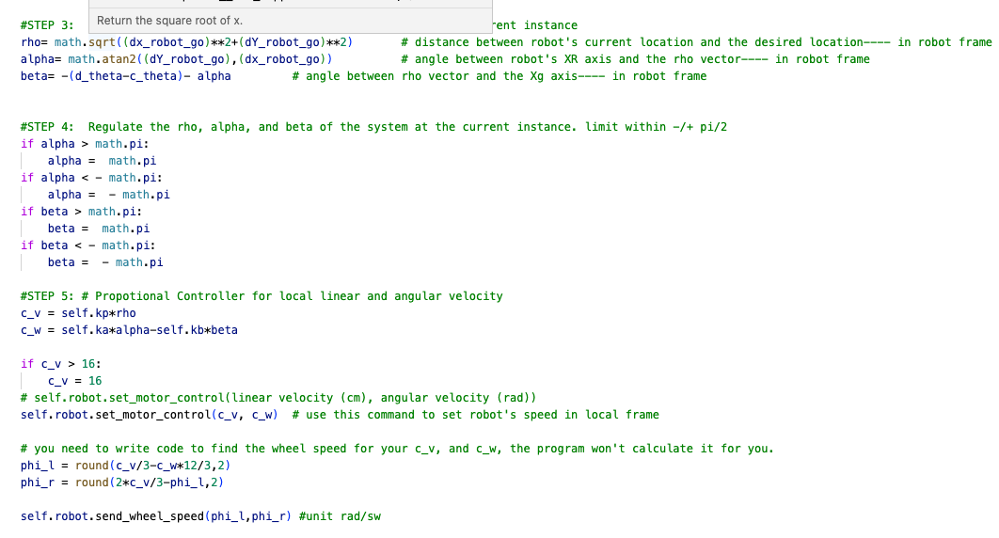 Return the square root of x.
#STEP 3: rent instance
rho= math.sqrt((dx_robot_go)**2+(dY_robot_go)**2) # distance between robot's current location and the desired location---- in robot frame
alpha= math.atan2((dY_robot_go),(dx_robot_go)) # angle between robot's XR axis and the rho vector---- in robot frame
beta= -(d_theta-c_theta)- alpha # angle between rho vector and the Xg axis---- in robot frame
#STEP 4:  Regulate the rho, alpha, and beta of the system at the current instance. limit within -/+ pi/2
if alpha > math.pi:
    alpha =  math.pi
if alpha < - math.pi:
    alpha =  - math.pi
if beta > math.pi:
    beta =  math.pi
if beta < - math.pi:
    beta =  - math.pi
#STEP 5: # Propotional Controller for local linear and angular velocity
c_v = self.kp*rho
c_w = self.ka*alpha-self.kb*beta
if c_v > 16:
    c_v = 16
# self.robot.set_motor_control(linear velocity (cm), angular velocity (rad))
self.robot.set_motor_control(c_v, c_w)  # use this command to set robot's speed in local frame
# you need to write code to find the wheel speed for your c_v, and c_w, the program won't calculate it for you.
phi_l = round(c_v/3-c_w*12/3,2)
phi_r = round(2*c_v/3-phi_l,2)
self.robot.send_wheel_speed(phi_l,phi_r) #unit rad/sw